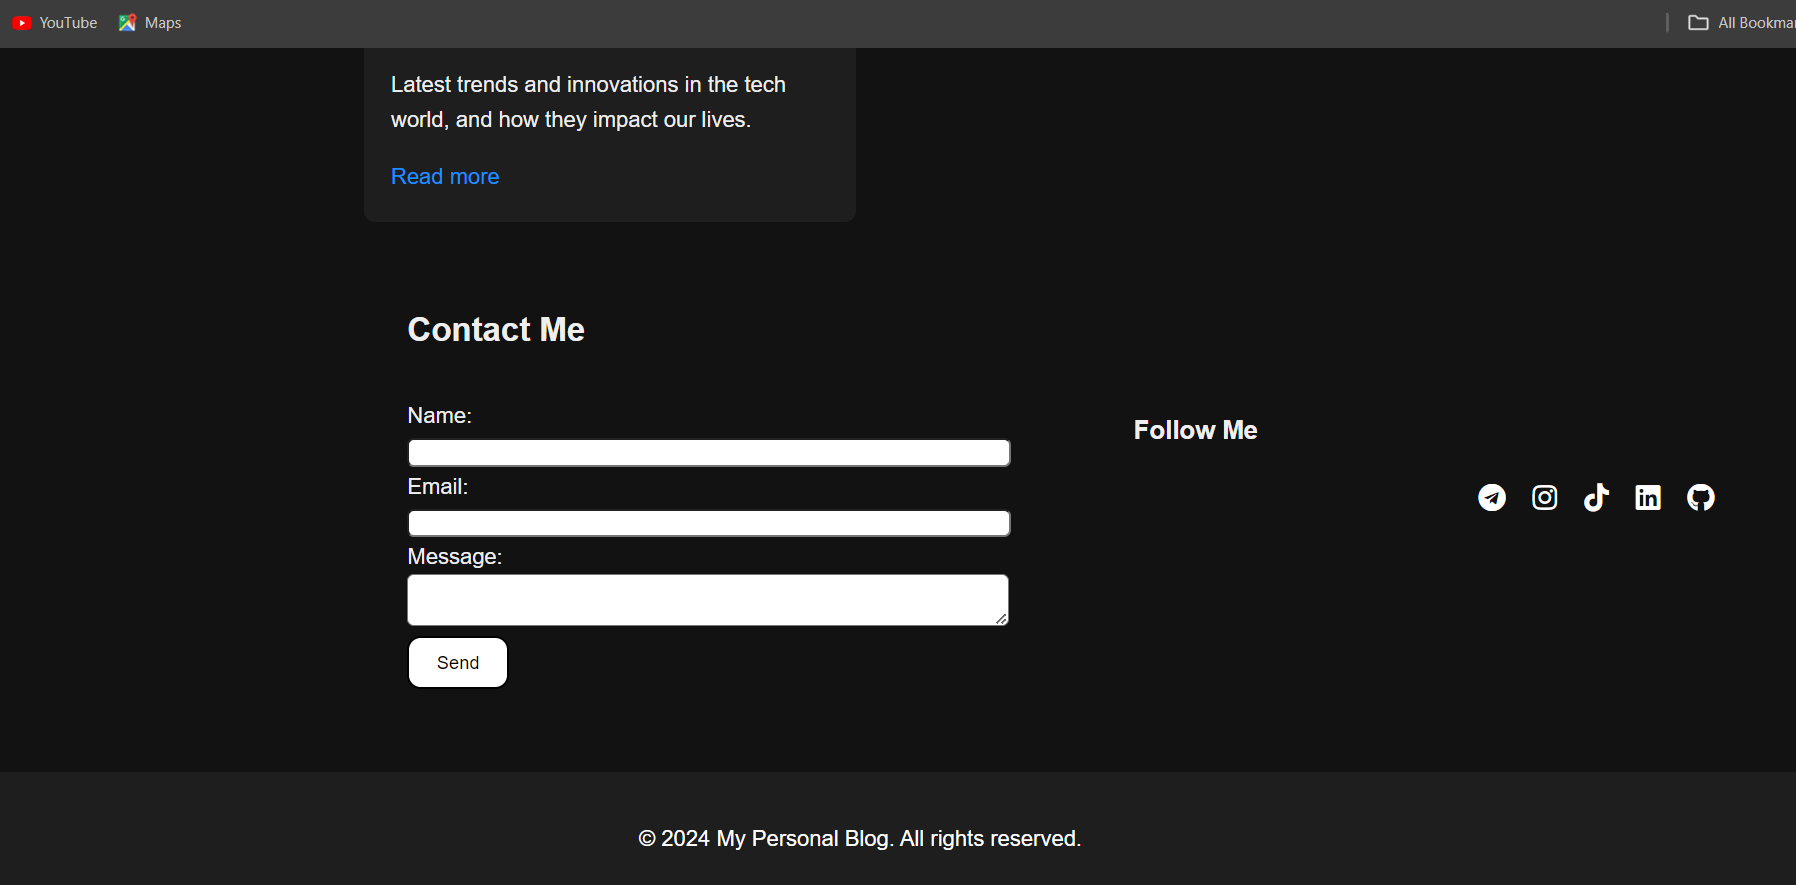 YouTube
Maps
All Bookma
Latest trends and innovations in the tech
world, and how they impact our lives.
Read more
Contact Me
Name:
Email:
Message:
Send
Follow Me
© 2024 My Personal Blog. All rights reserved.